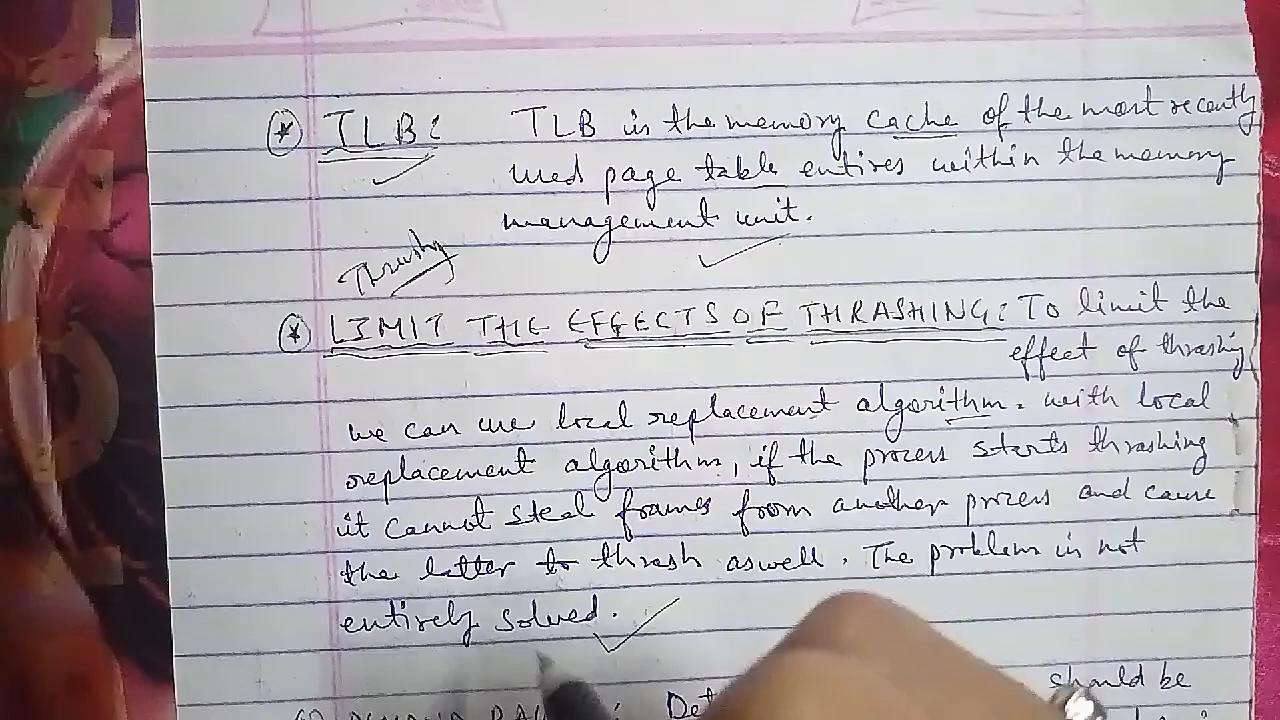 * TLB: TLB is the memory cache of the most recently
used page table entires within the memory
management unit.
Thrashing
* LIMIT THE EFFECTS OF THRASHING: To limit the
effect of thrashing
we can use local replacement algorithm. with local
replacement algorithm, if the process starts thrashing
it cannot steal frames from another process and cause
the latter to thrash aswell. The problem is not
entirely solved.
should be